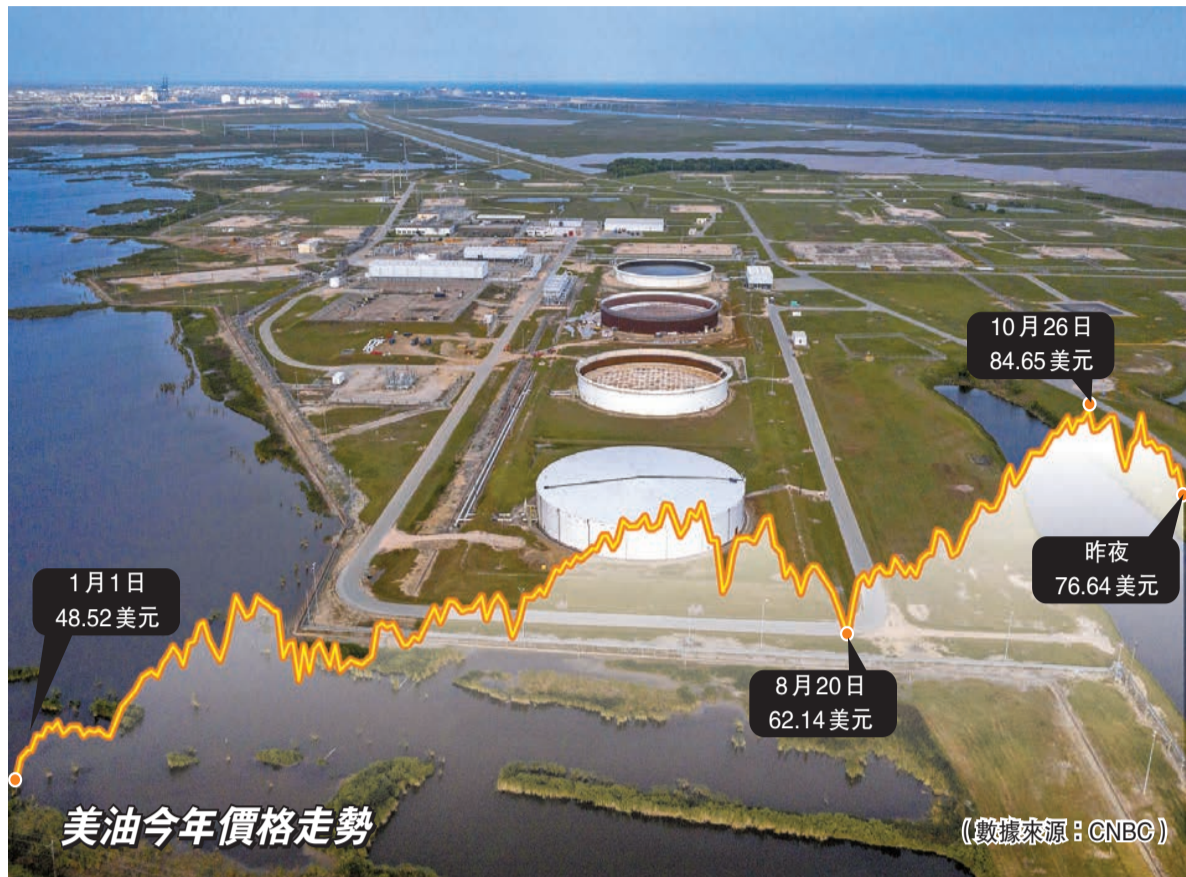 10月26日
84.65美元
昨夜
76.64美元
1月1日
48.52美元
8月20日
62.14美元
美油今年價格走勢
（數據來源：CNBC）